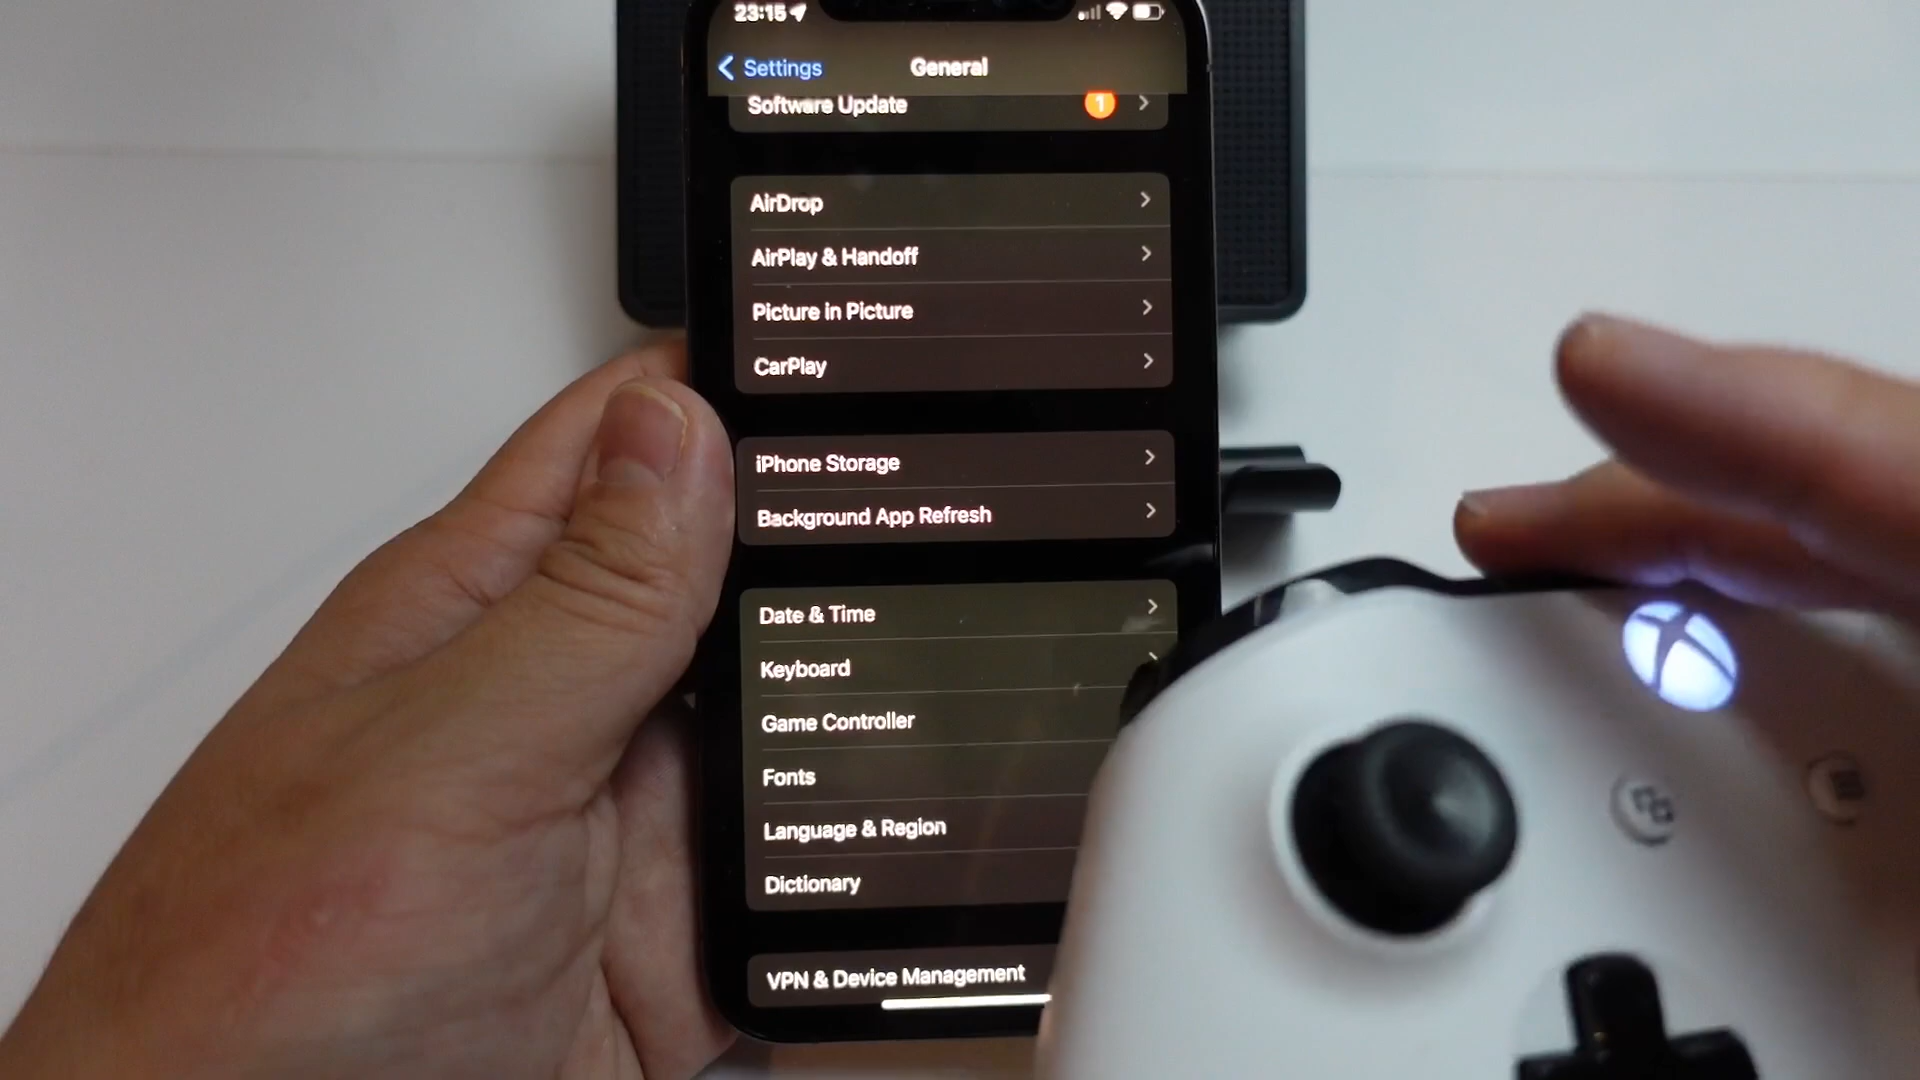 23:15
Settings
General
Software Update
1
AirDrop
AirPlay & Handoff
Picture in Picture
CarPlay
iPhone Storage
Background App Refresh
Date & Time
Keyboard
Game Controller
Fonts
Language & Region
Dictionary
VPN & Device Management